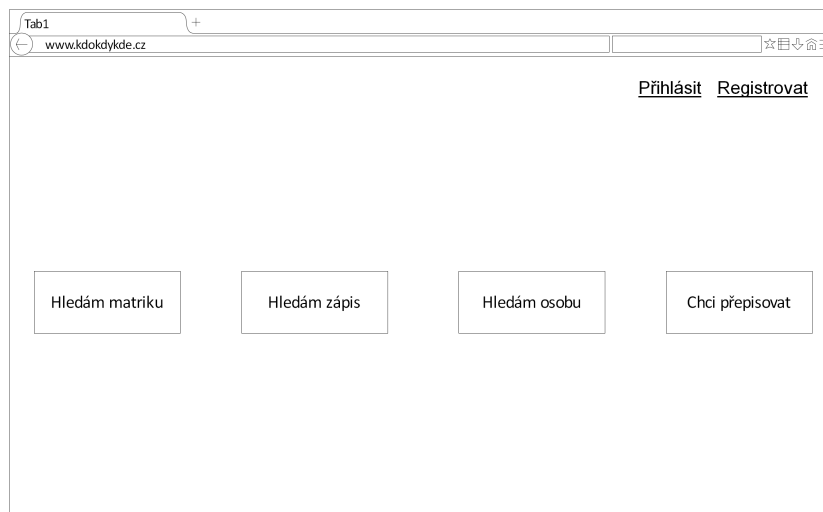 Tab1
www.kdokdykde.cz
Přihlásit Registrovat
Hledám matriku Hledám zápis Hledám osobu Chci přepisovat